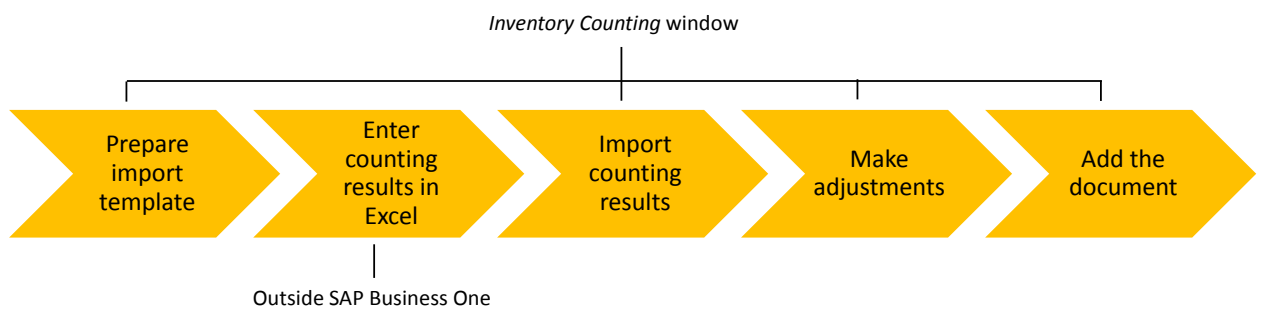 Inventory Counting window
Prepare
import
template
Enter
counting
results in
Excel
Import
counting
results
Make
adjustments
Add the
document
Outside SAP Business One